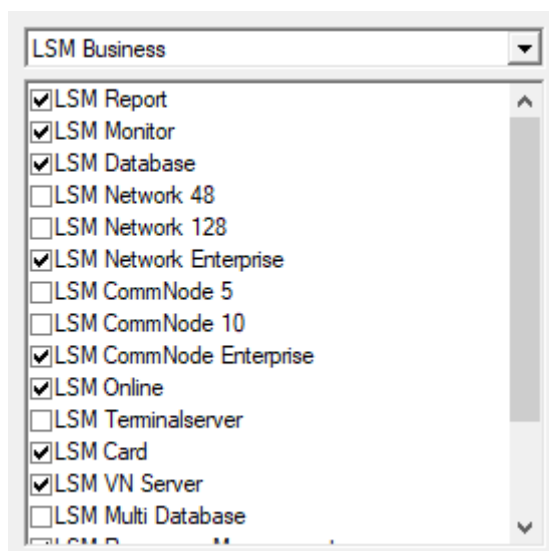 LSM Business
LSM Report
LSM Monitor
LSM Database
LSM Network 48
LSM Network 128
LSM Network Enterprise
LSM CommNode 5
LSM CommNode 10
LSM CommNode Enterprise
LSM Online
LSM Terminalserver
LSM Card
LSM VN Server
LSM Multi Database
LSM